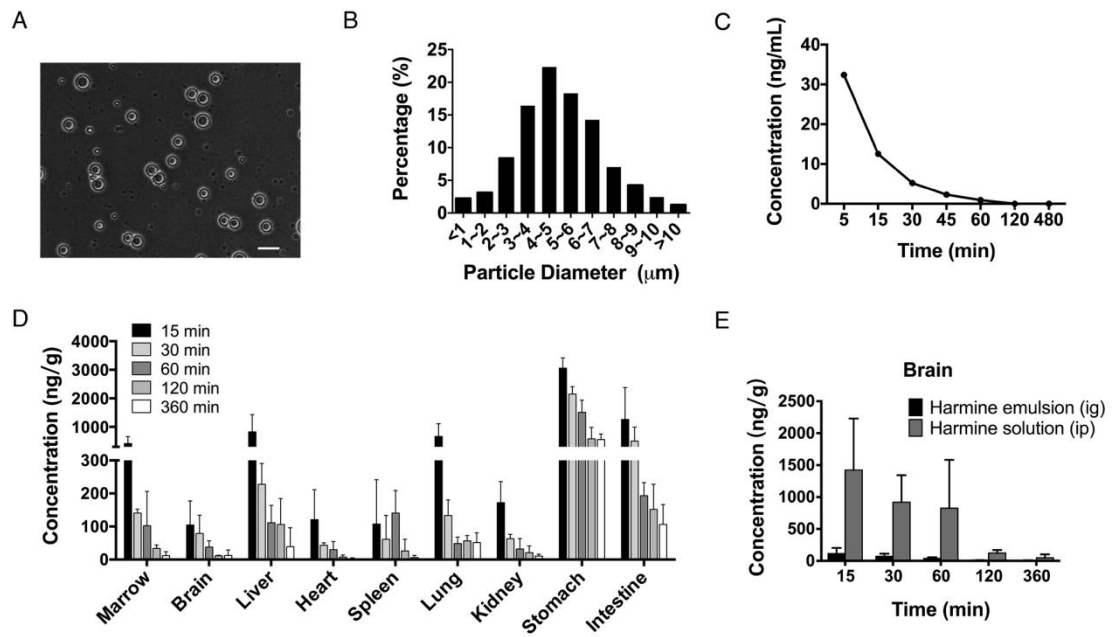 A
B
Percentage (%)
25
20
15
10
5
0
<1
1~2
2~3
3~4
4~5
5~6
6~7
7~8
8~9
9~10
>10
Particle Diameter (μm)
C
Concentration (ng/mL)
40
30
20
10
0
5 15 30 45 60 120 480
Time (min)
D
Concentration (ng/g)
4000
3000
2000
1000
300
200
100
0
15 min
30 min
60 min
120 min
360 min
Marrow
Brain
Liver
Heart
Spleen
Lung
Kidney
Stomach
Intestine
E
Brain
Concentration (ng/g)
2500
2000
1500
1000
500
0
Harmine emulsion (ig)
Harmine solution (ip)
15 30 60 120 360
Time (min)